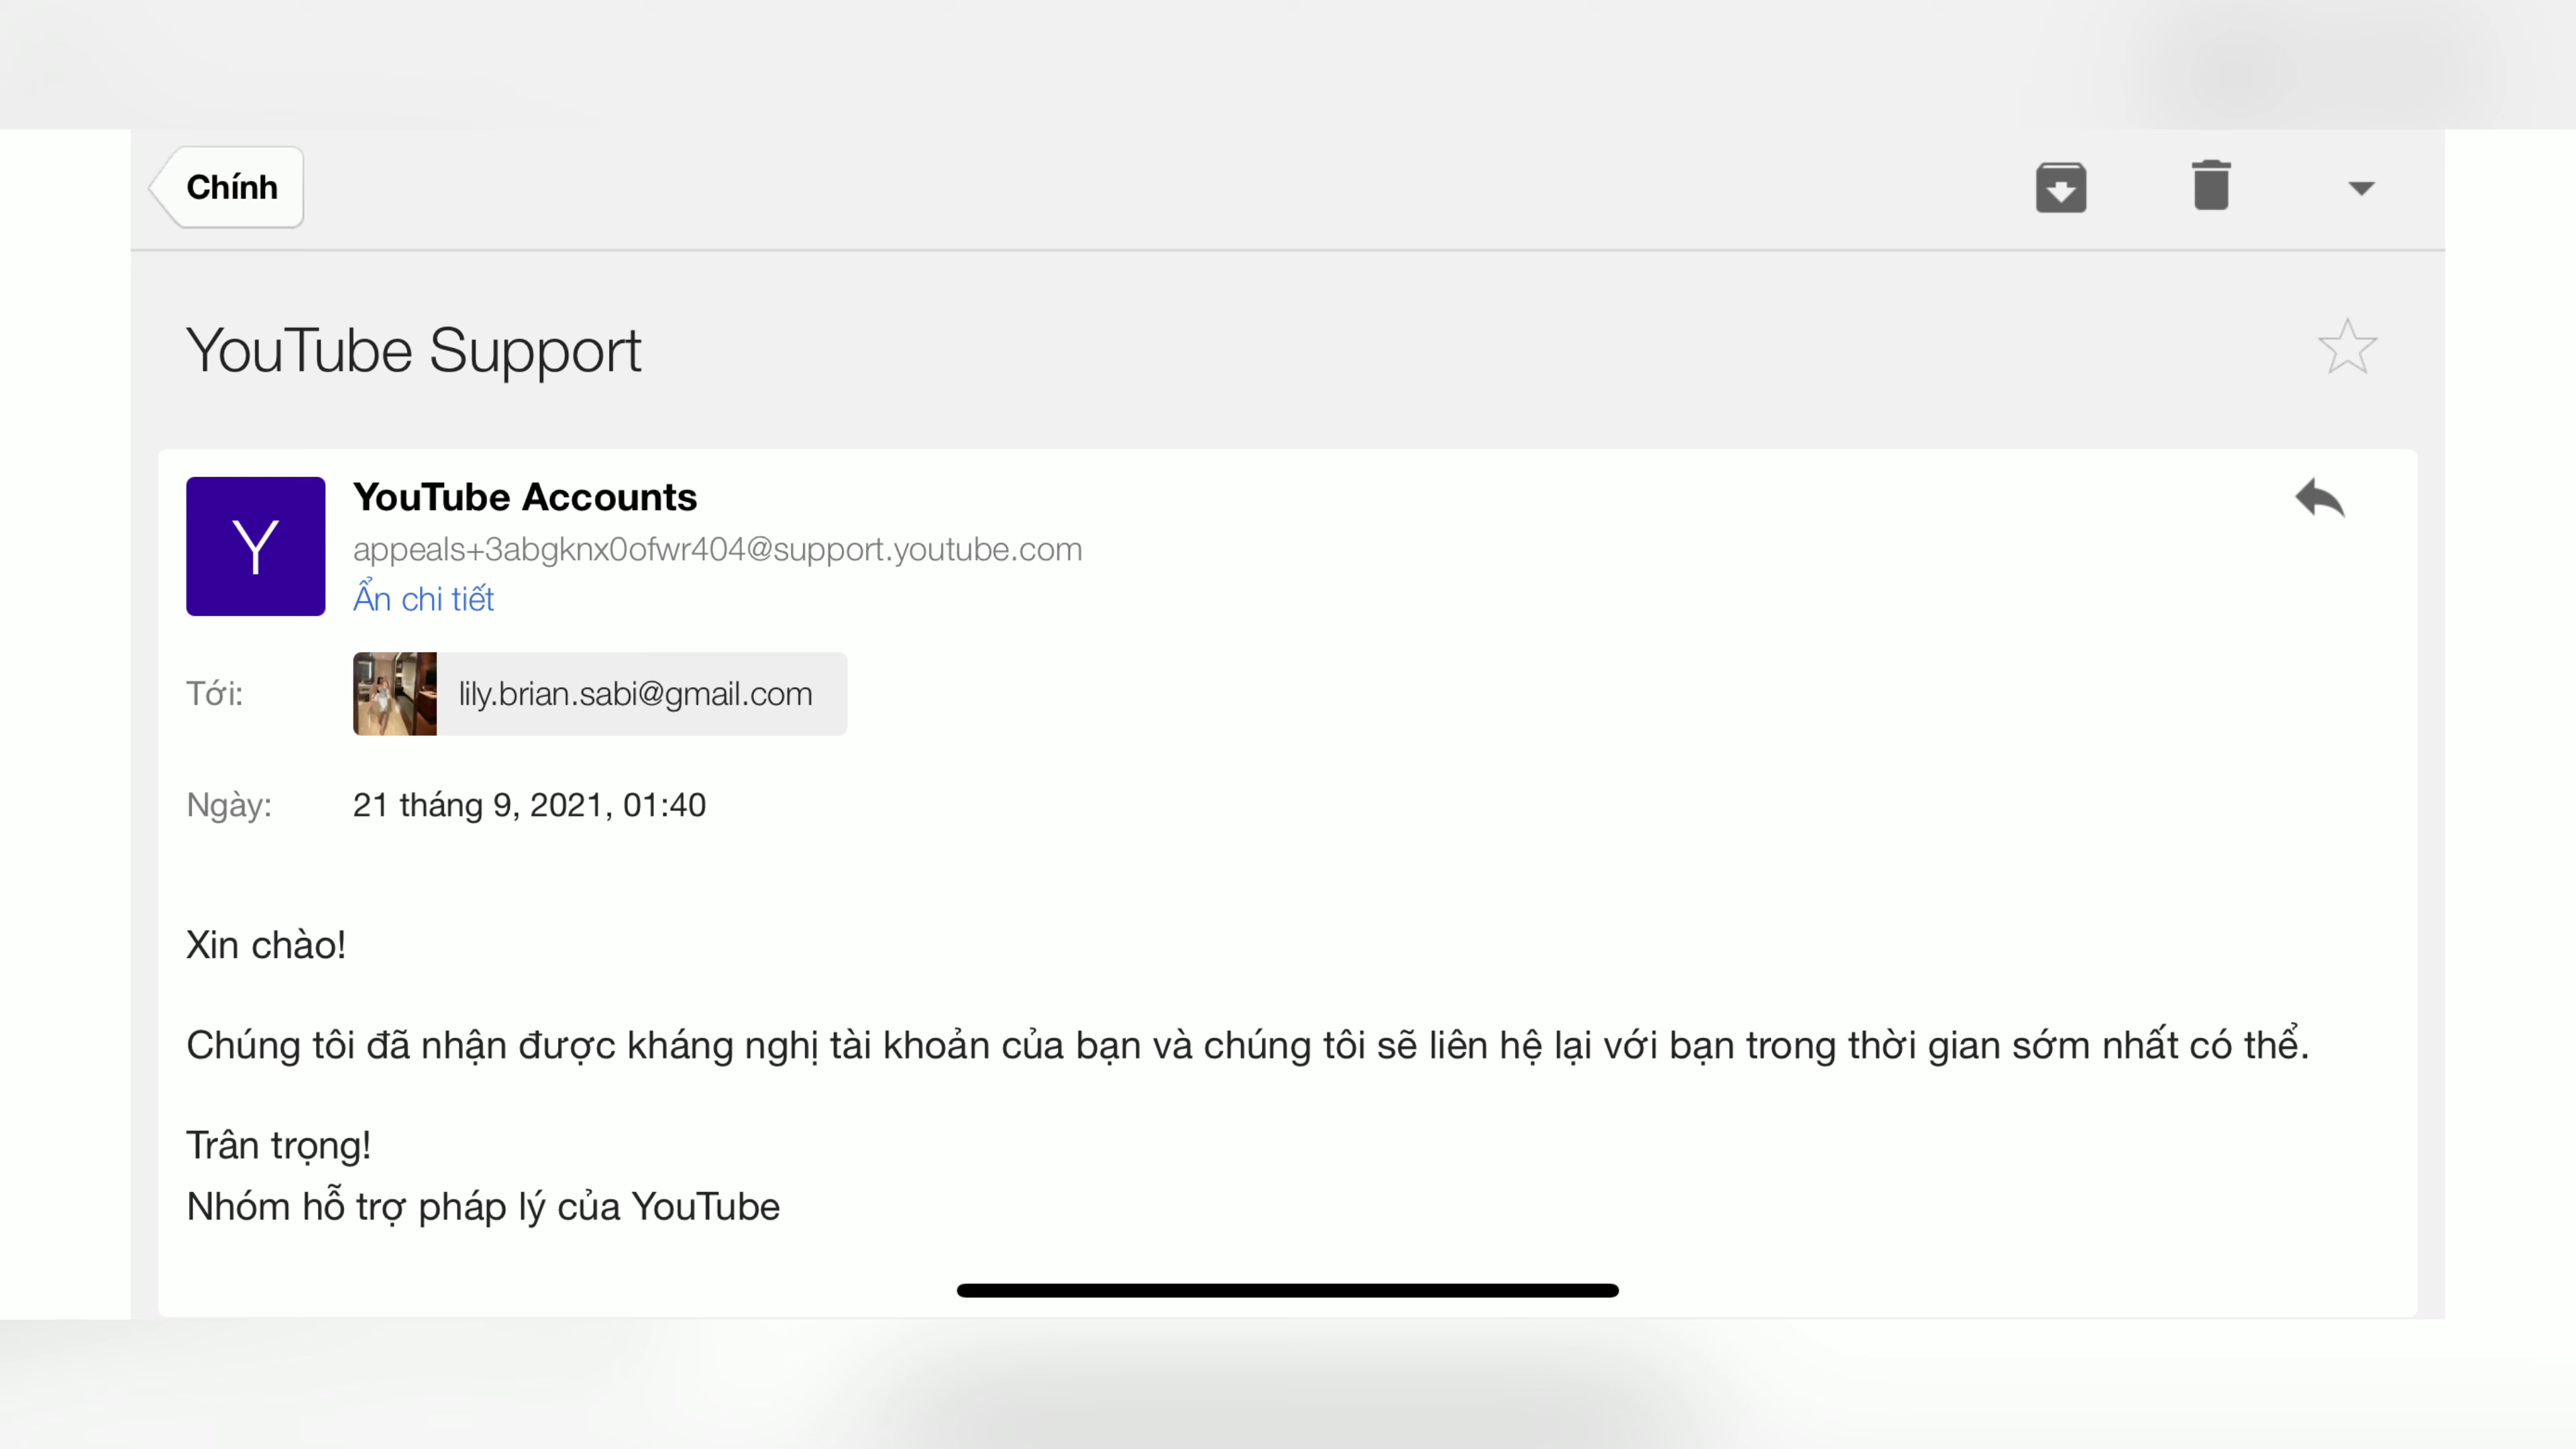 Chính
YouTube Support
Y
YouTube Accounts
appeals+3abgknx0ofwr404@support.youtube.com
Ẩn chi tiết
Tới: lily.brian.sabi@gmail.com
Ngày: 21 tháng 9, 2021, 01:40
Xin chào!
Chúng tôi đã nhận được kháng nghị tài khoản của bạn và chúng tôi sẽ liên hệ lại với bạn trong thời gian sớm nhất có thể.
Trân trọng!
Nhóm hỗ trợ pháp lý của YouTube